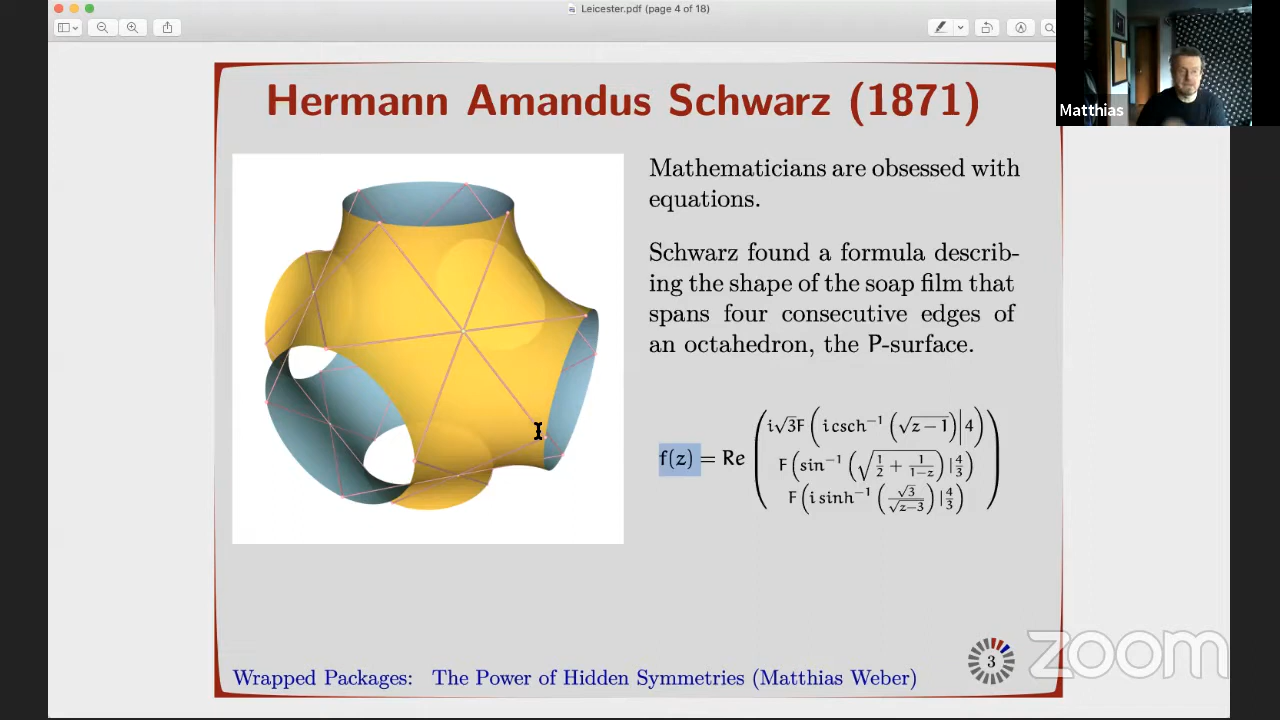 Leicester.pdf (page 4 of 18)
Matthias
Hermann Amandus Schwarz (1871)
Mathematicians are obsessed with
equations.
Schwarz found a formula describ-
ing the shape of the soap film that
spans four consecutive edges of
an octahedron, the P-surface.
f(z) = Re ( i√3F ( i csch⁻¹ (√z−1) | 4 )
F ( sin⁻¹ ( √(1/2 + 1/(1−z)) ) | 4/3 )
F ( i sinh⁻¹ ( √3/√z−3 ) | 4/3 ) )
3
zoom
Wrapped Packages: The Power of Hidden Symmetries (Matthias Weber)